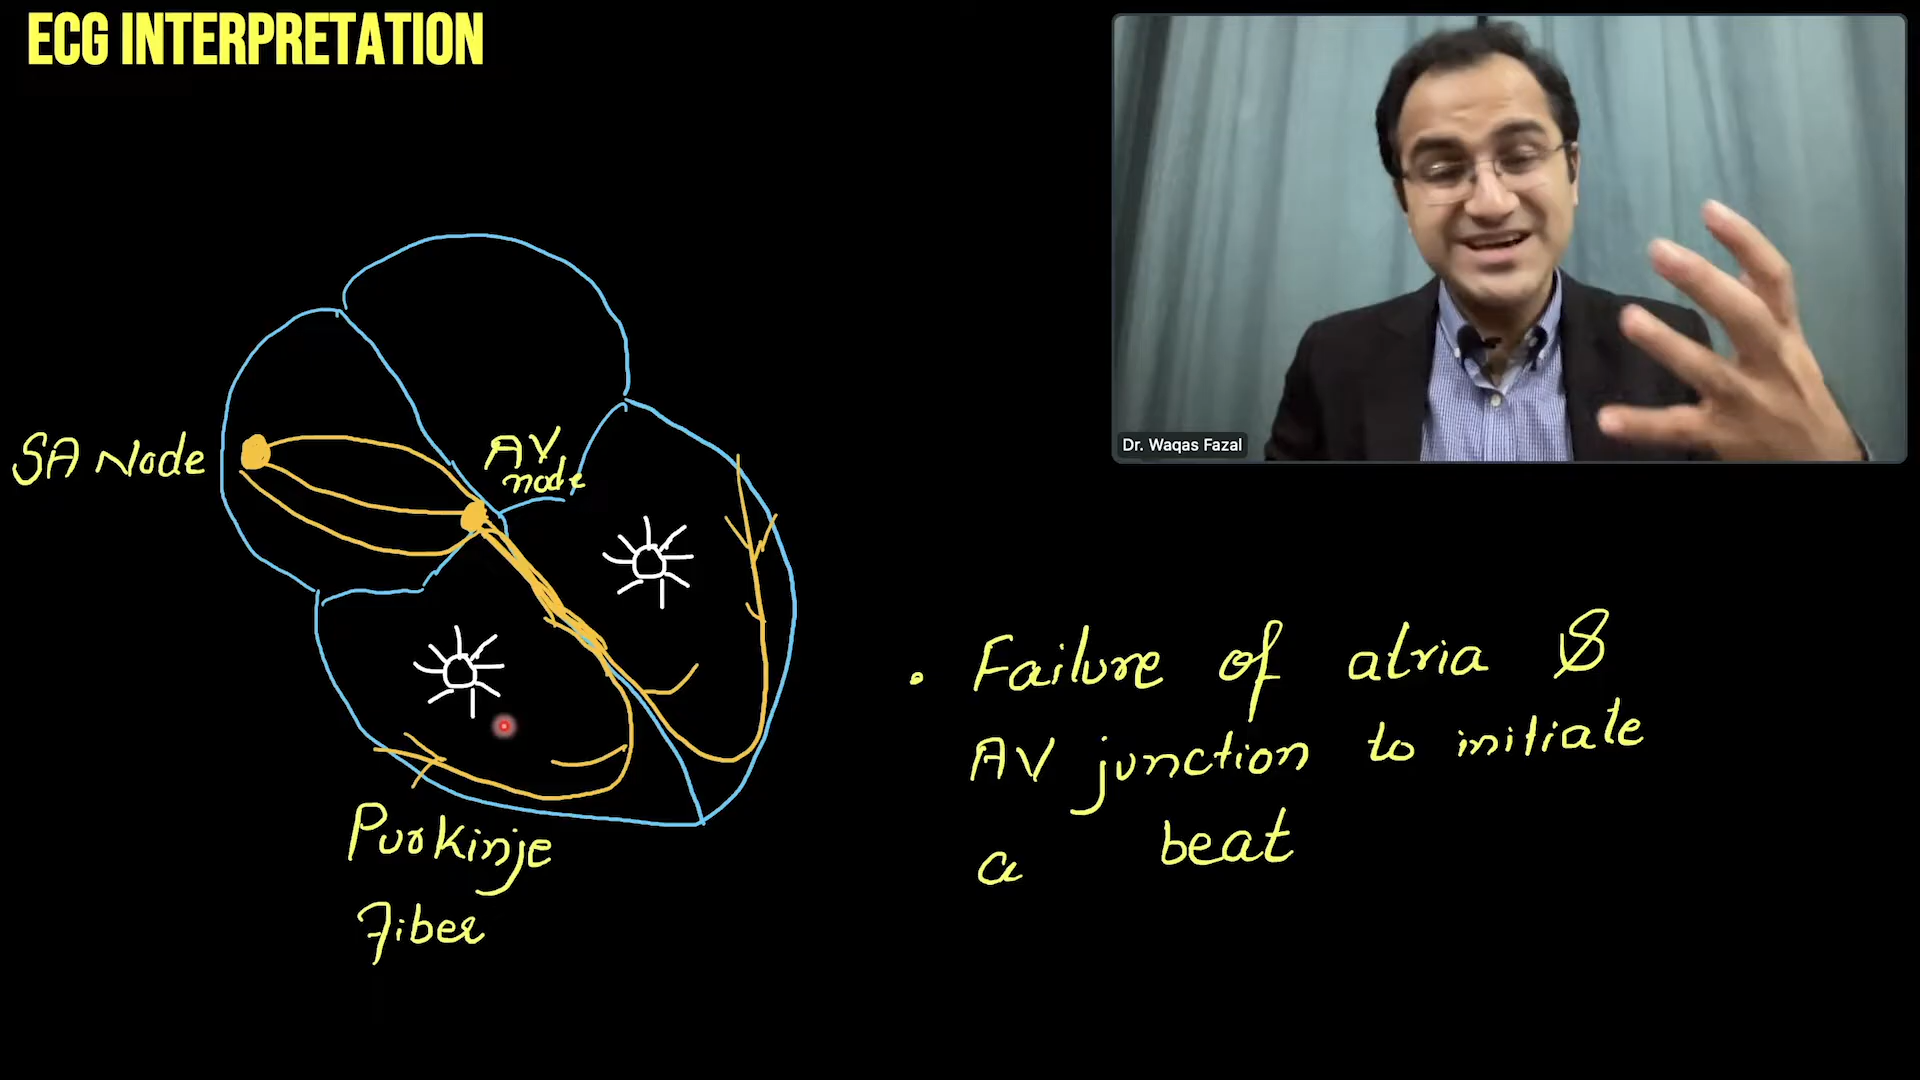 ECG INTERPRETATION
SA Node
AV
node
Purkinje
Fiber
Dr. Waqas Fazal
• Failure of atria &
AV junction to initiate
a beat